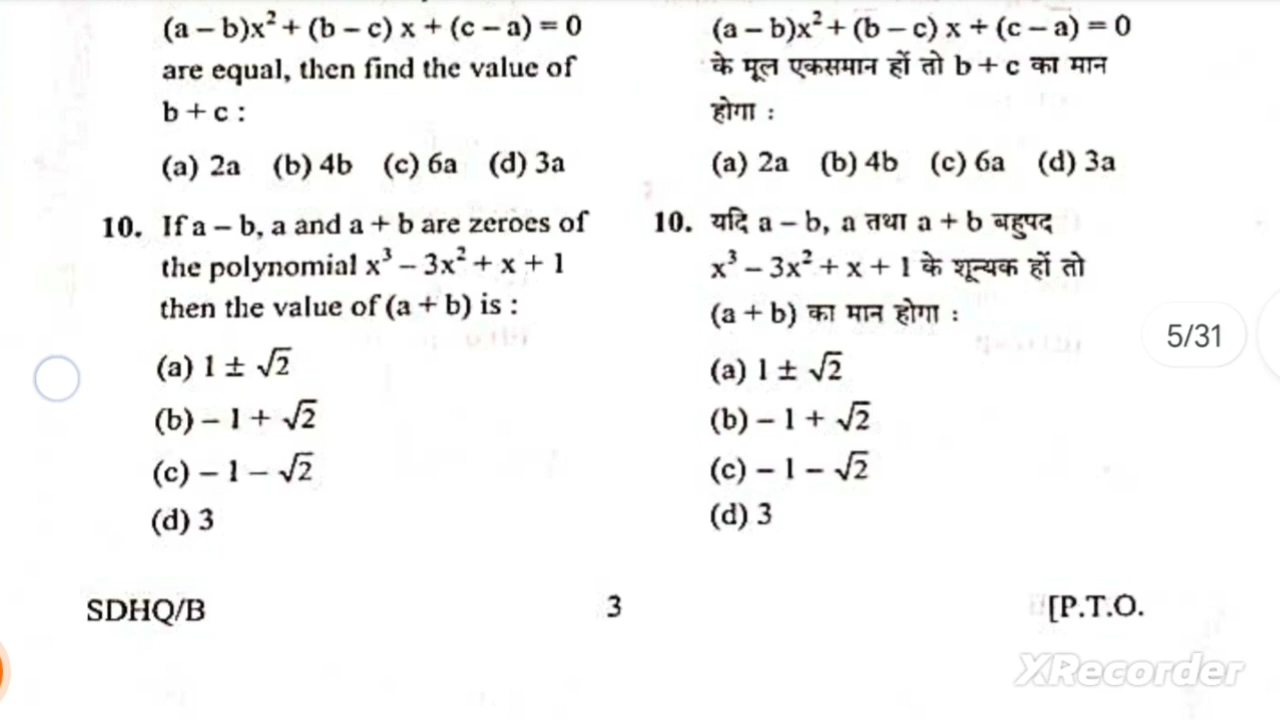 (a – b)x² + (b – c) x + (c – a) = 0
are equal, then find the value of
b + c :
(a) 2a (b) 4b (c) 6a (d) 3a
10. If a – b, a and a + b are zeroes of
the polynomial x³ – 3x² + x + 1
then the value of (a + b) is :
(a) 1 ± √2
(b) – 1 + √2
(c) – 1 – √2
(d) 3
(a – b)x² + (b – c) x + (c – a) = 0
के मूल एकसमान हों तो b + c का मान
होगा :
(a) 2a (b) 4b (c) 6a (d) 3a
10. यदि a – b, a तथा a + b बहुपद
x³ – 3x² + x + 1 के शून्यक हों तो
(a + b) का मान होगा :
(a) 1 ± √2
(b) – 1 + √2
(c) – 1 – √2
(d) 3
5/31
SDHQ/B 3 [P.T.O.
XRecorder